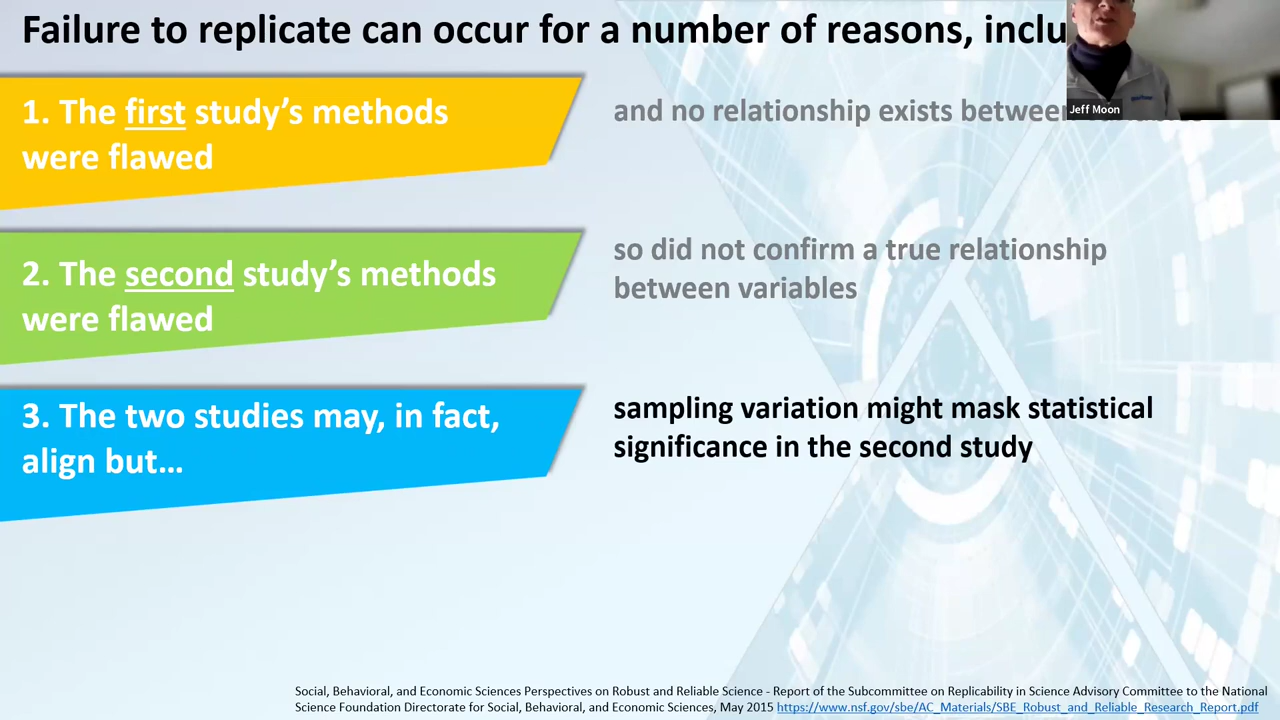 Failure to replicate can occur for a number of reasons, inclu
Jeff Moon
1. The first study's methods
were flawed
and no relationship exists between
2. The second study's methods
were flawed
so did not confirm a true relationship
between variables
3. The two studies may, in fact,
align but...
sampling variation might mask statistical
significance in the second study
Social, Behavioral, and Economic Sciences Perspectives on Robust and Reliable Science - Report of the Subcommittee on Replicability in Science Advisory Committee to the National
Science Foundation Directorate for Social, Behavioral, and Economic Sciences, May 2015 https://www.nsf.gov/sbe/AC_Materials/SBE_Robust_and_Reliable_Research_Report.pdf